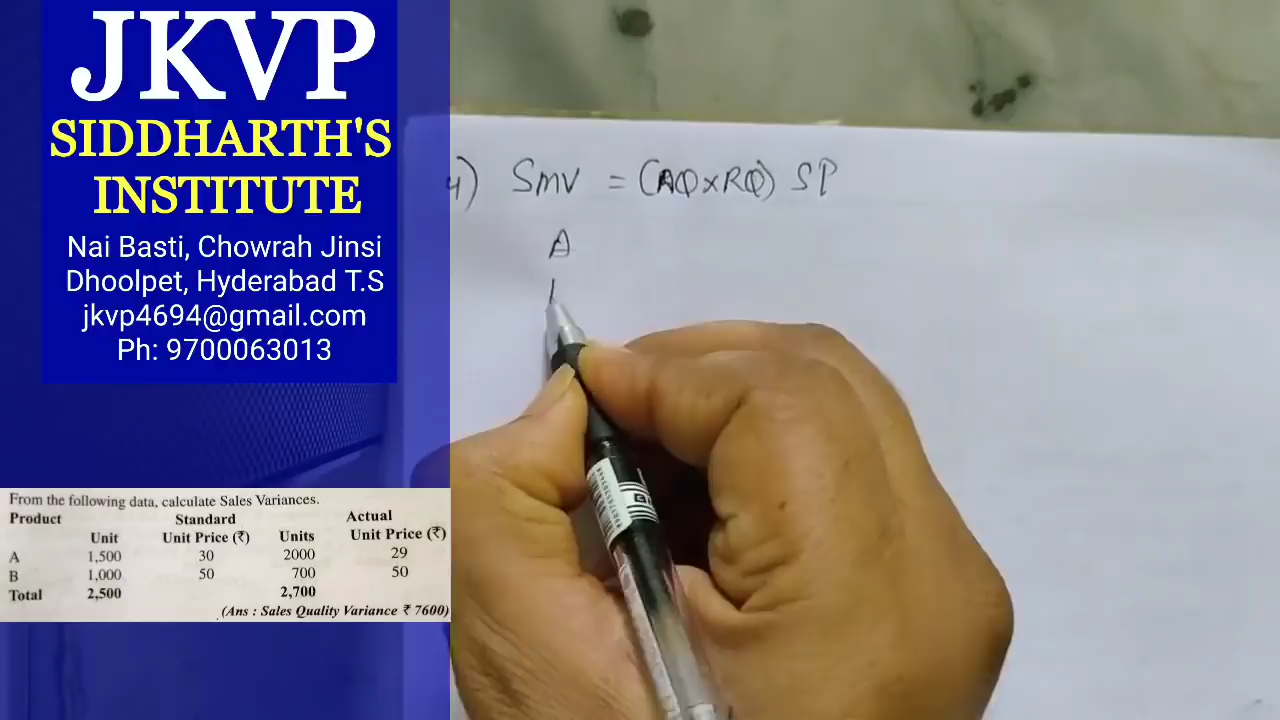 JKVP
SIDDHARTH'S
INSTITUTE
Nai Basti, Chowrah Jinsi
Dhoolpet, Hyderabad T.S
jkvp4694@gmail.com
Ph: 9700063013
4) SMV = (AQ×RQ) SP
A
From the following data, calculate Sales Variances.
Product Standard Actual
Unit Unit Price (₹) Units Unit Price (₹)
A 1,500 30 2000 29
B 1,000 50 700 50
Total 2,500 2,700
(Ans : Sales Quality Variance ₹ 7600)